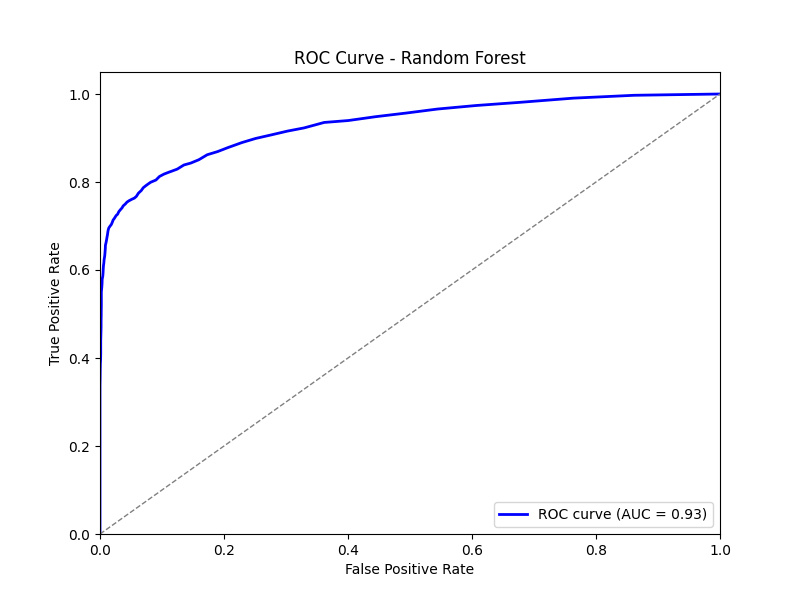 ROC Curve - Random Forest
1.0
0.8
0.6
0.4
0.2
0.0
True Positive Rate
0.0 0.2 0.4 0.6 0.8 1.0
False Positive Rate
ROC curve (AUC = 0.93)